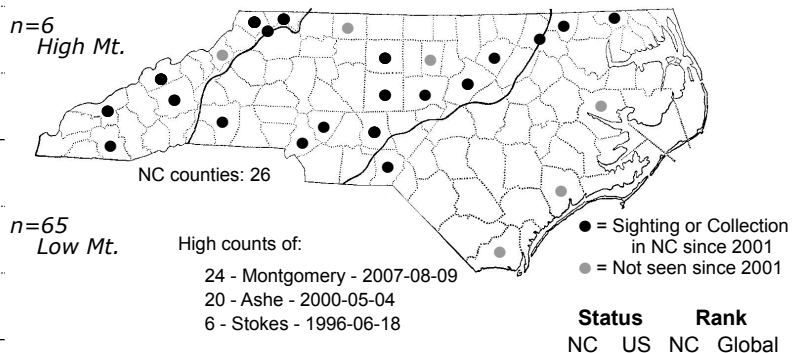 n=6
High Mt.
NC counties: 26
n=65
Low Mt.
High counts of:
24 - Montgomery - 2007-08-09
20 - Ashe - 2000-05-04
6 - Stokes - 1996-06-18
= Sighting or Collection
in NC since 2001
= Not seen since 2001
Status Rank
NC US NC Global